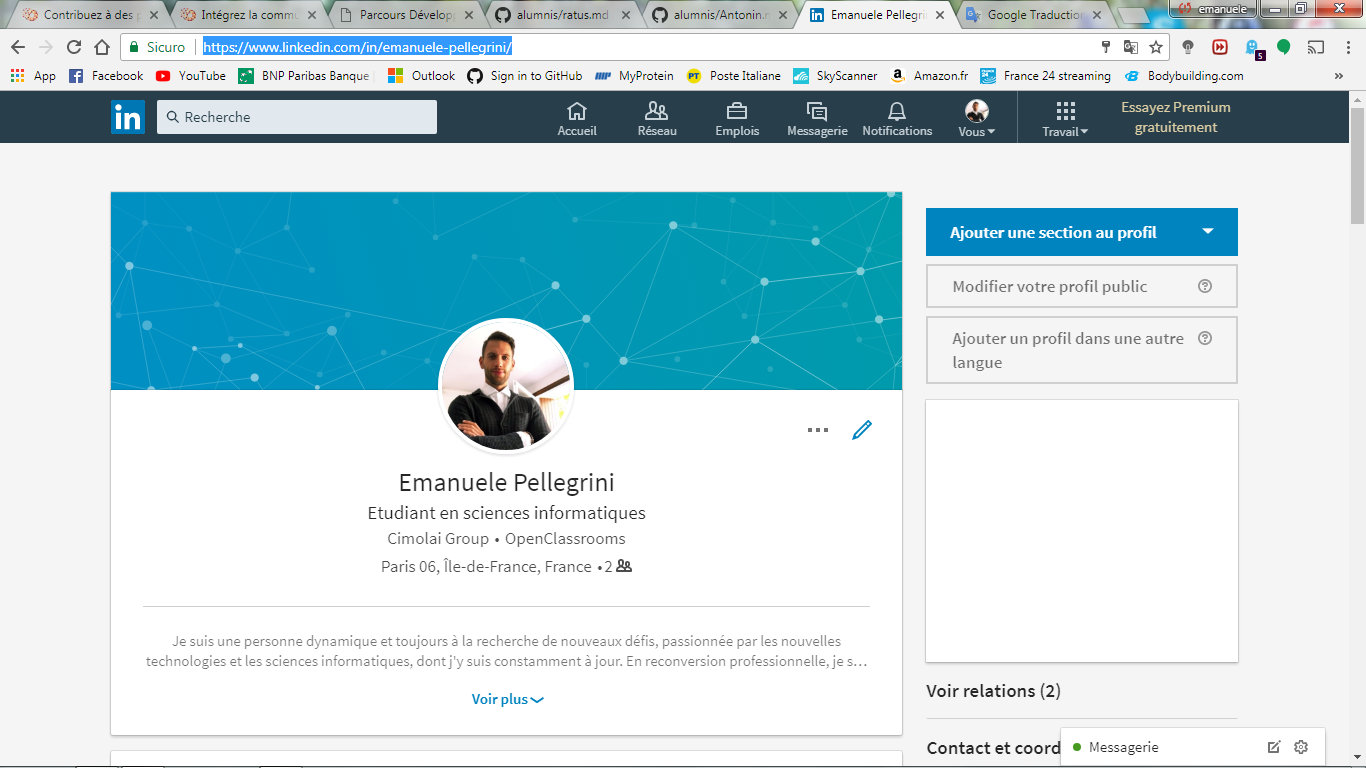 Contribuez à des p
Intégrez la commu
Parcours Dévelop
alumnis/ratus.md
alumnis/Antonin.
Emanuele Pellegri
Google Traduction
emanuele
Sicuro
https://www.linkedin.com/in/emanuele-pellegrini/
5
App
Facebook
YouTube
BNP Paribas Banque
Outlook
Sign in to GitHub
MyProtein
Poste Italiane
SkyScanner
Amazon.fr
France 24 streaming
Bodybuilding.com
»
in
Recherche
Accueil
Réseau
Emplois
Messagerie
Notifications
Vous
Travail
Essayez Premium
gratuitement
Ajouter une section au profil
Modifier votre profil public
Ajouter un profil dans une autre
langue
Emanuele Pellegrini
Etudiant en sciences informatiques
Cimolai Group • OpenClassrooms
Paris 06, Île-de-France, France • 2
Je suis une personne dynamique et toujours à la recherche de nouveaux défis, passionnée par les nouvelles
technologies et les sciences informatiques, dont j'y suis constamment à jour. En reconversion professionnelle, je s…
Voir plus
Voir relations (2)
Contact et coord
Messagerie